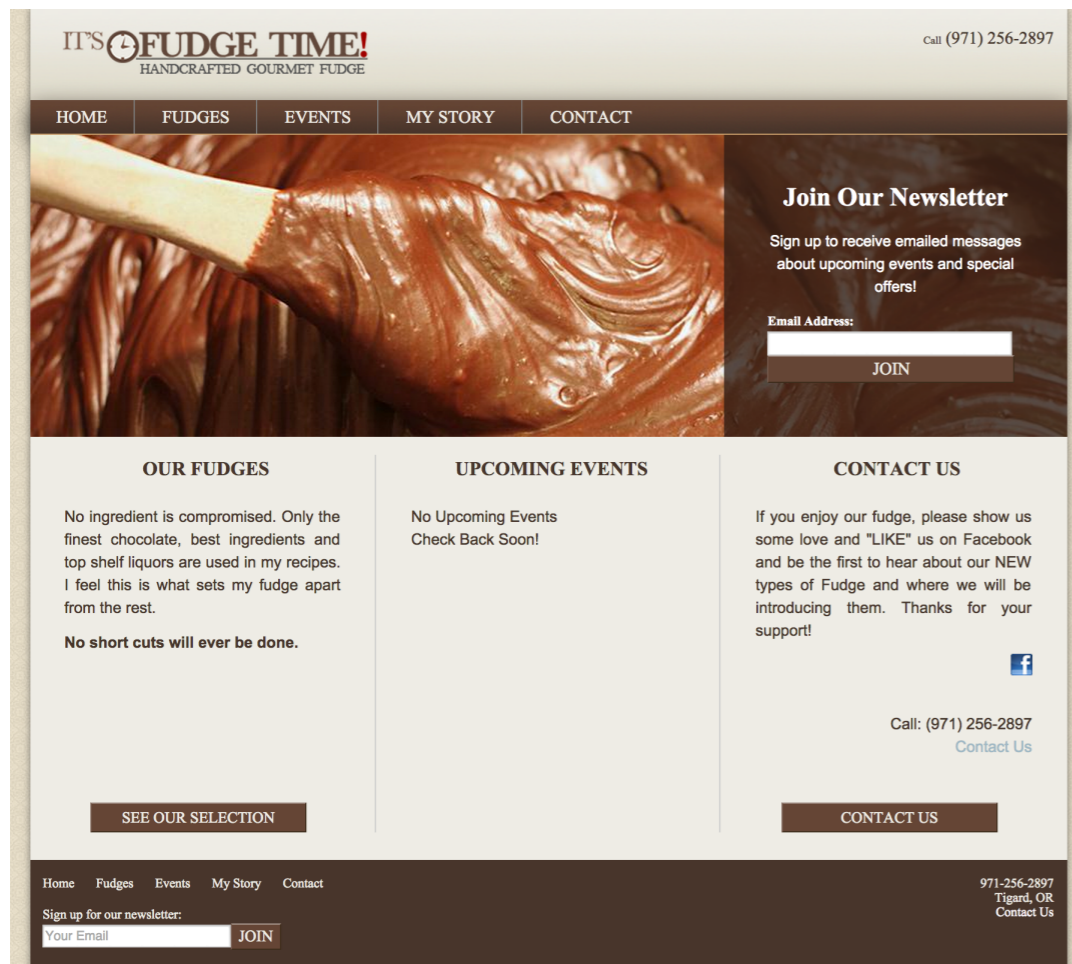 IT'S FUDGE TIME!
HANDCRAFTED GOURMET FUDGE
Call (971) 256-2897
HOME FUDGES EVENTS MY STORY CONTACT
Join Our Newsletter
Sign up to receive emailed messages
about upcoming events and special
offers!
Email Address:
JOIN
OUR FUDGES
No ingredient is compromised. Only the
finest chocolate, best ingredients and
top shelf liquors are used in my recipes.
I feel this is what sets my fudge apart
from the rest.
No short cuts will ever be done.
SEE OUR SELECTION
UPCOMING EVENTS
No Upcoming Events
Check Back Soon!
CONTACT US
If you enjoy our fudge, please show us
some love and "LIKE" us on Facebook
and be the first to hear about our NEW
types of Fudge and where we will be
introducing them. Thanks for your
support!
f
Call: (971) 256-2897
Contact Us
CONTACT US
Home Fudges Events My Story Contact
Sign up for our newsletter:
Your Email JOIN
971-256-2897
Tigard, OR
Contact Us